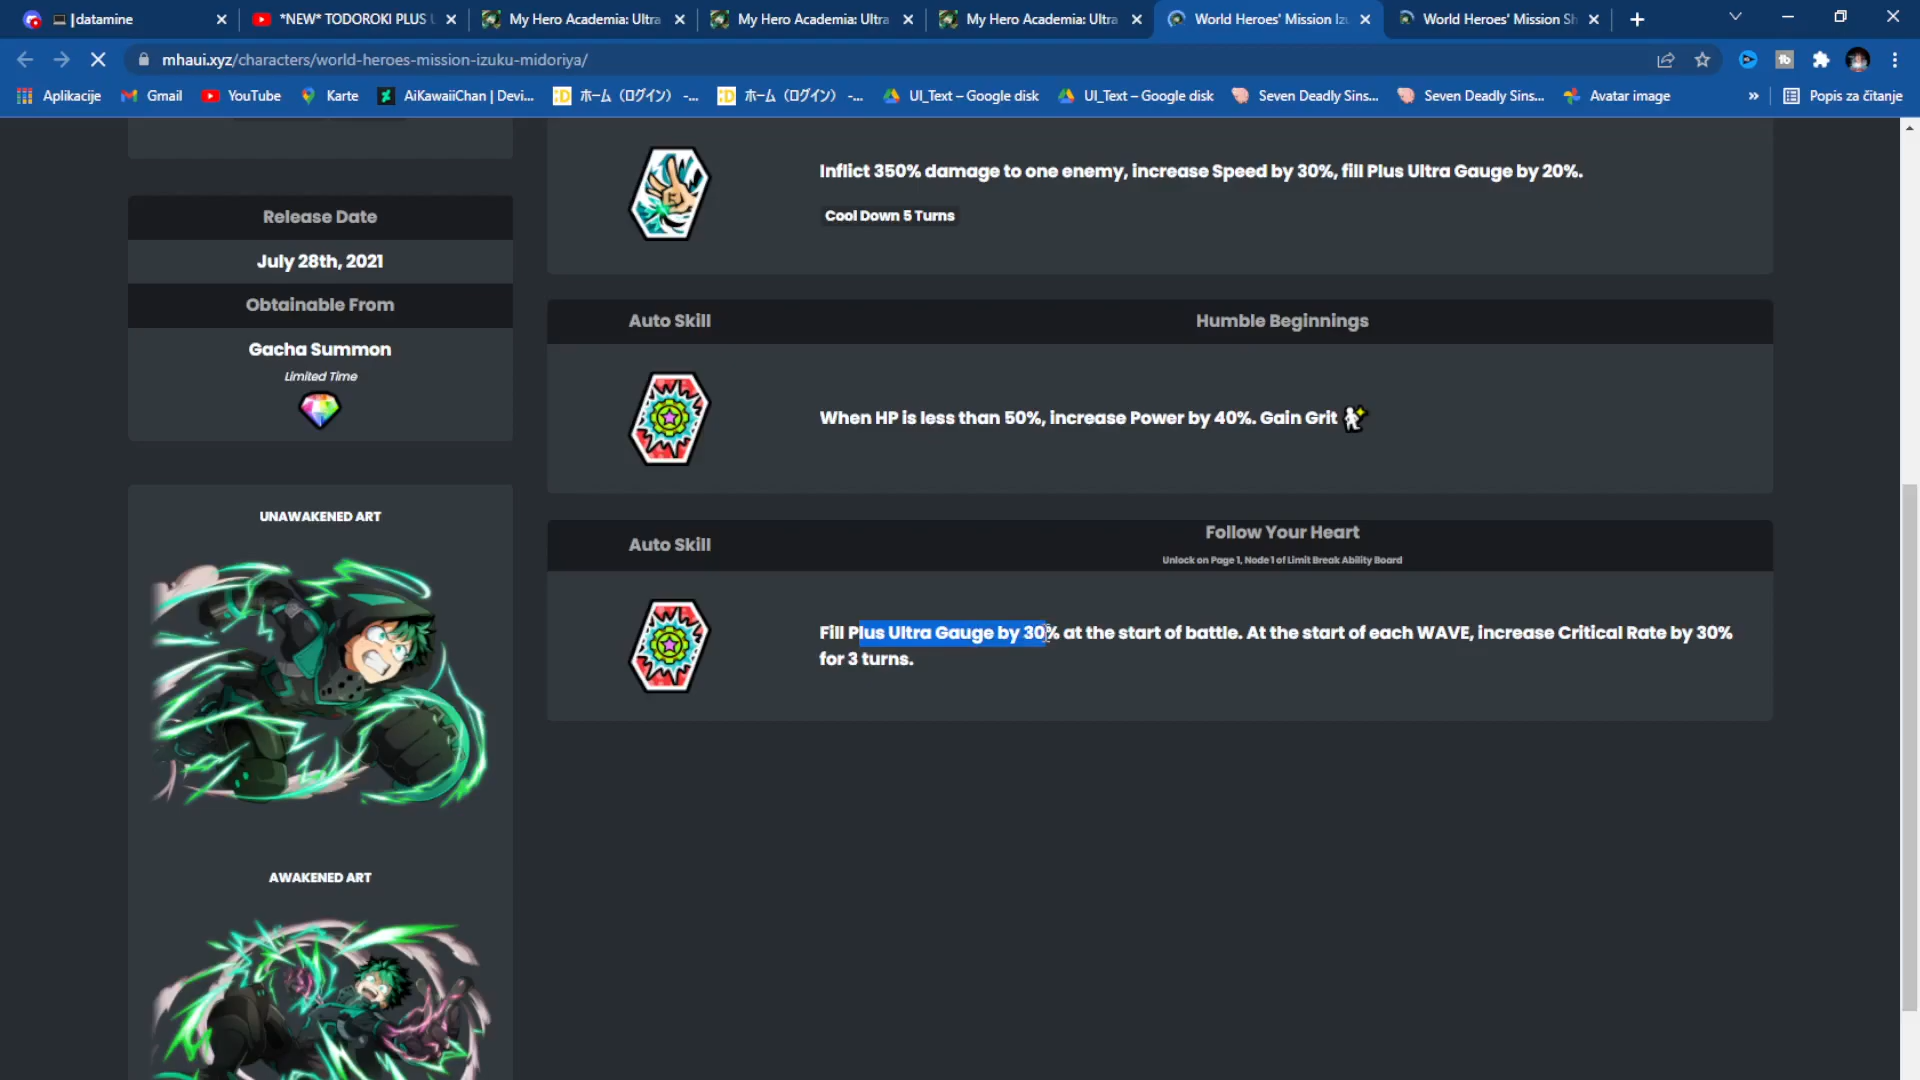 |datamine
*NEW* TODOROKI PLUS U
My Hero Academia: Ultra
My Hero Academia: Ultra
My Hero Academia: Ultra
World Heroes' Mission Iz
World Heroes' Mission Sh
mhaui.xyz/characters/world-heroes-mission-izuku-midoriya/
Aplikacije
Gmail
YouTube
Karte
AiKawaiiChan | Devi...
ホーム（ログイン） -...
ホーム（ログイン） -...
UI_Text – Google disk
UI_Text – Google disk
Seven Deadly Sins...
Seven Deadly Sins...
Avatar image
»
Popis za čitanje
Inflict 350% damage to one enemy, increase Speed by 30%, fill Plus Ultra Gauge by 20%.
Cool Down 5 Turns
Release Date
July 28th, 2021
Obtainable From
Gacha Summon
Limited Time
Auto Skill
Humble Beginnings
When HP is less than 50%, increase Power by 40%. Gain Grit
UNAWAKENED ART
Auto Skill
Follow Your Heart
Unlock on Page 1, Node 1 of Limit Break Ability Board
Fill Plus Ultra Gauge by 30% at the start of battle. At the start of each WAVE, increase Critical Rate by 30%
for 3 turns.
AWAKENED ART